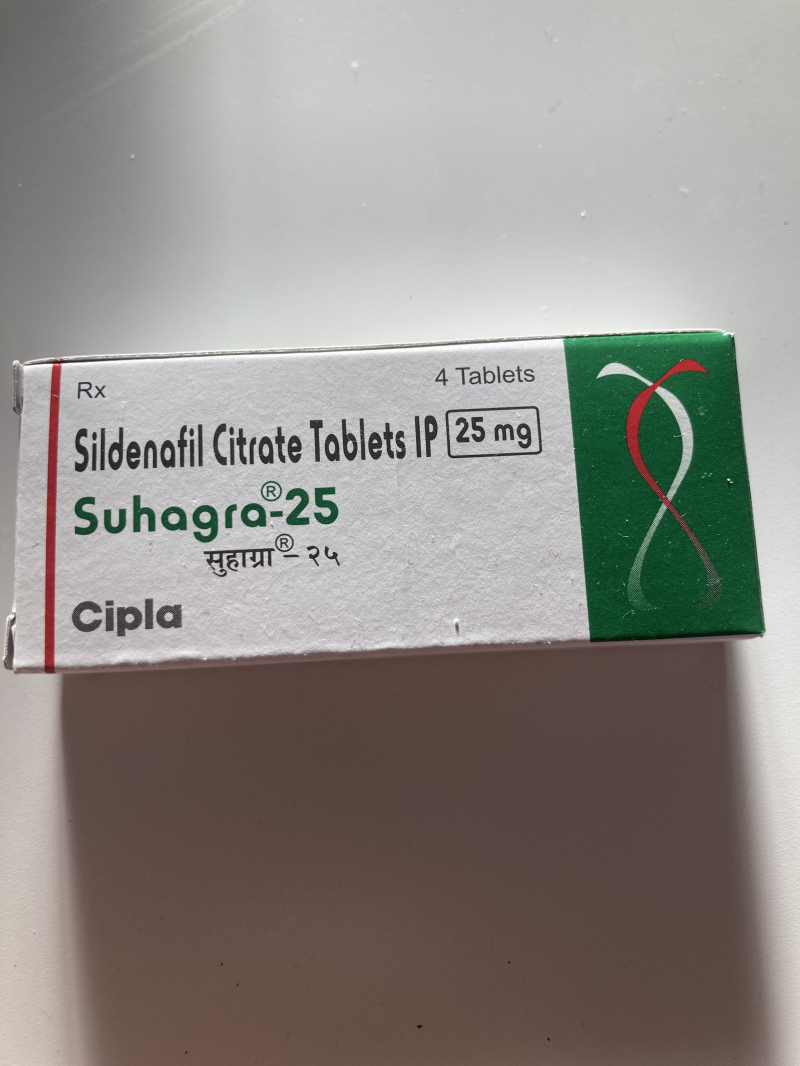 Rx
4 Tablets
Sildenafil Citrate Tablets IP 25 mg
Suhagra®-25
सुहाग्रा®-२५
Cipla